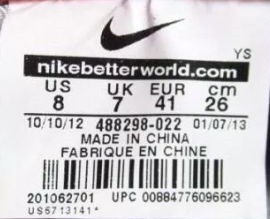 YS
nikebetterworld.com
US UK EUR cm
8 7 41 26
10/10/12 488298-022 01/07/13
MADE IN CHINA
FABRIQUE EN CHINE
201062701 UPC 00884776096623
US6713141*